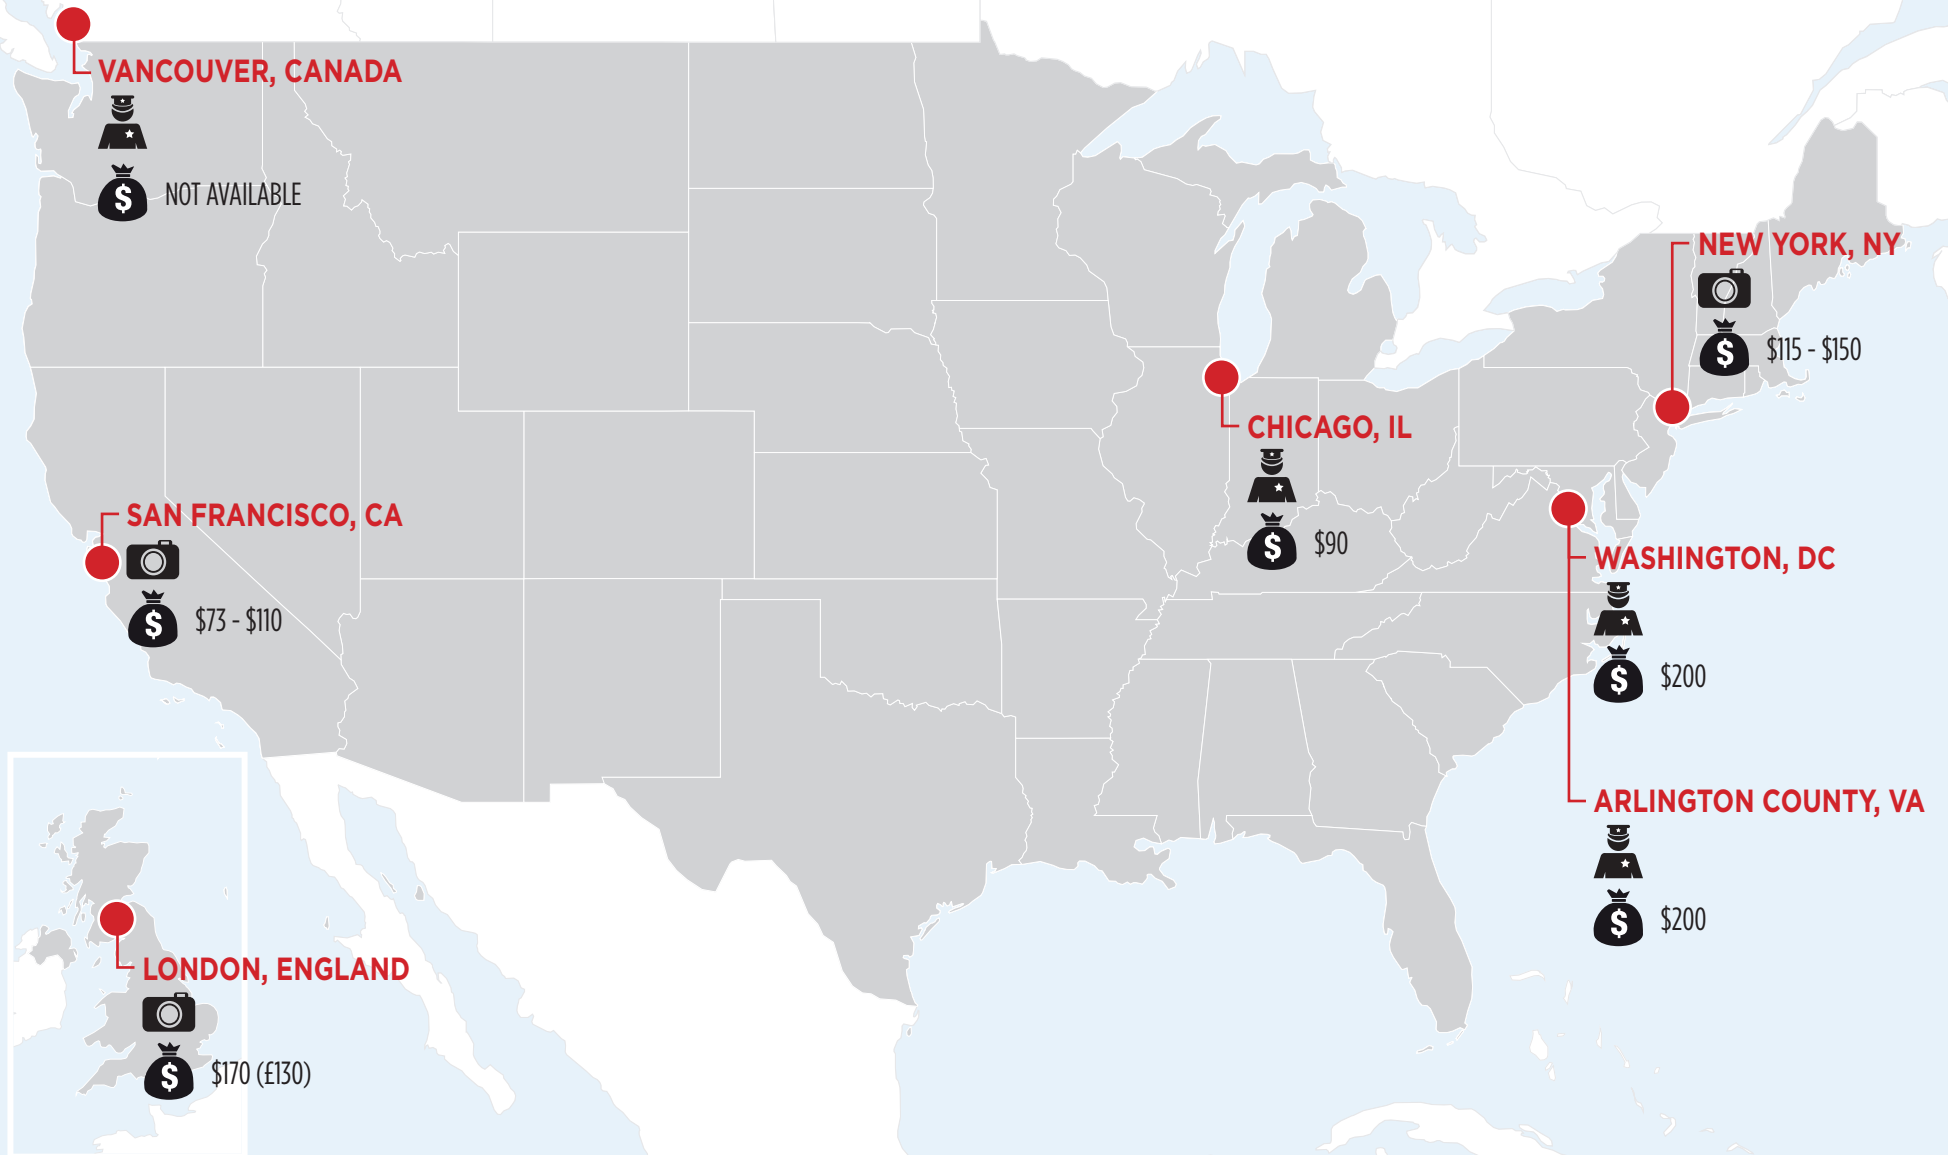 VANCOUVER, CANADA
$ NOT AVAILABLE
NEW YORK, NY
$ $115 - $150
CHICAGO, IL
$ $90
SAN FRANCISCO, CA
$ $73 - $110
WASHINGTON, DC
$ $200
ARLINGTON COUNTY, VA
$ $200
LONDON, ENGLAND
$ $170 (£130)